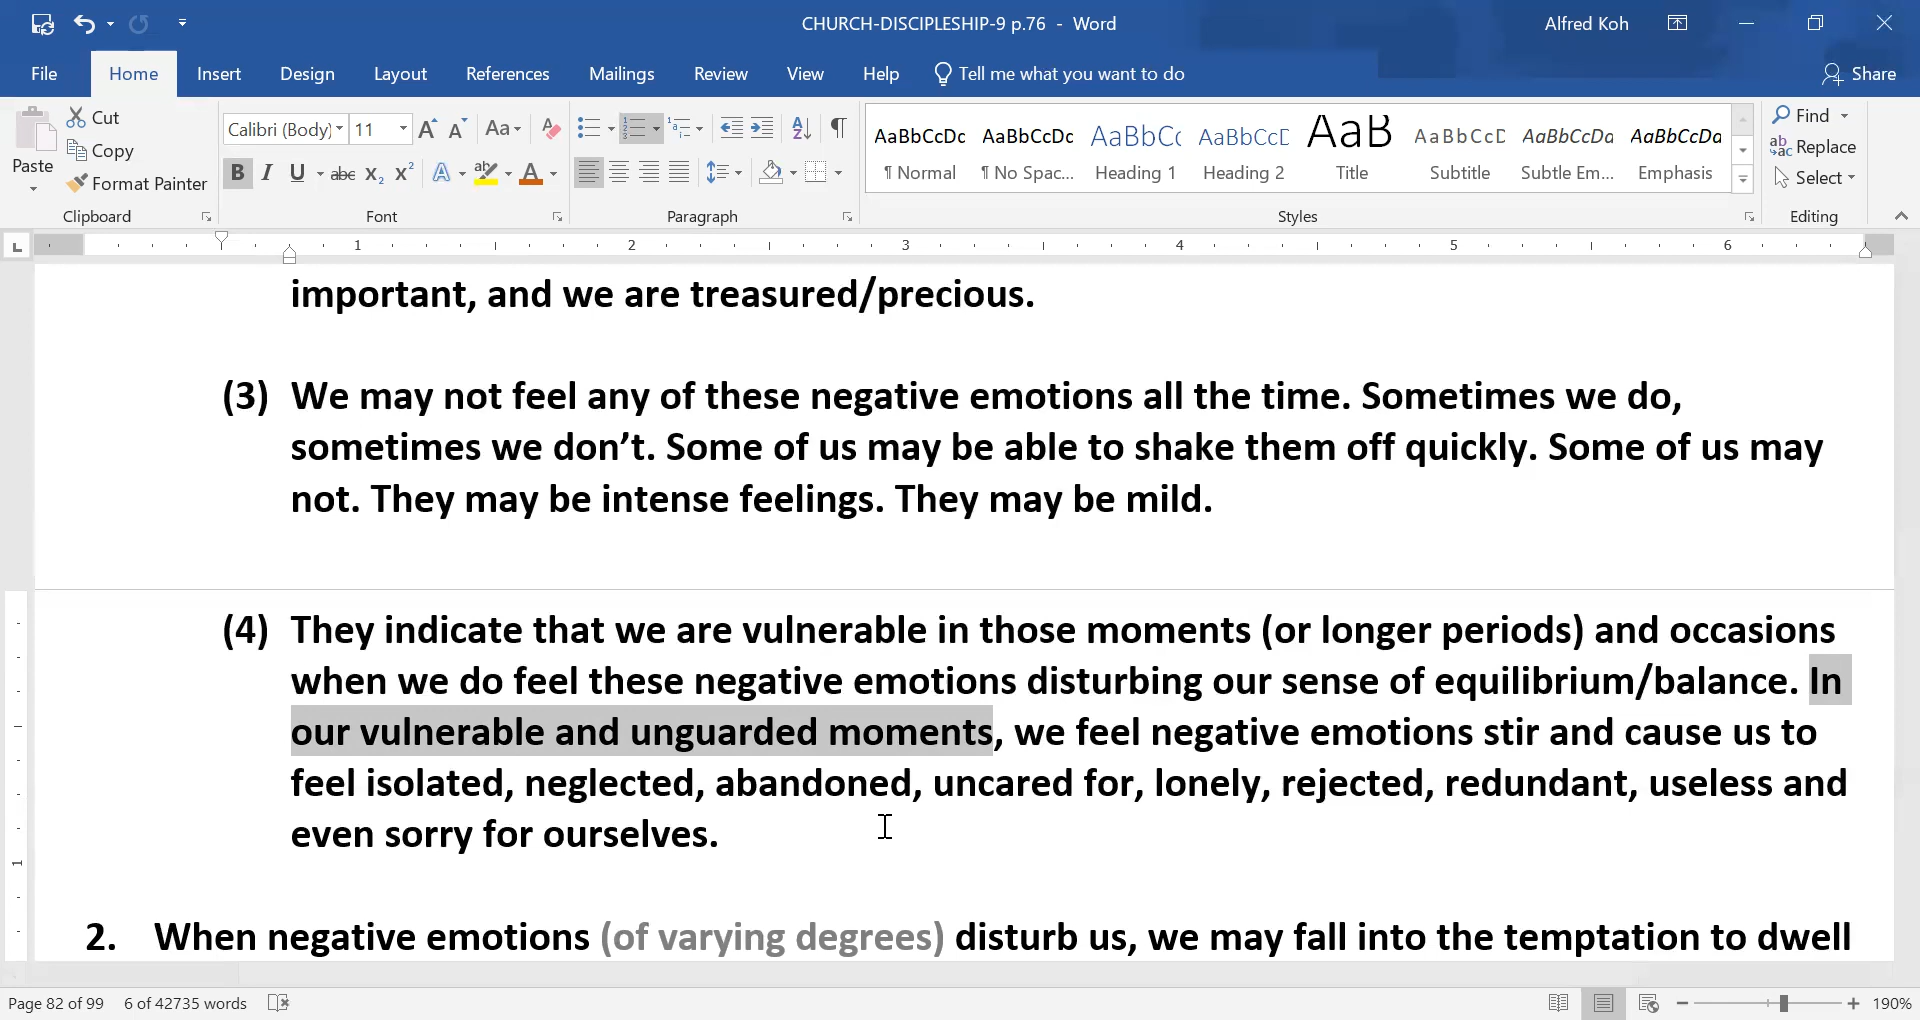 CHURCH-DISCIPLESHIP-9 p.76 - Word
Alfred Koh
File Home Insert Design Layout References Mailings Review View Help Tell me what you want to do Share
Paste
Cut
Copy
Format Painter
Clipboard
Calibri (Body) 11
Font
Paragraph
AaBbCcDc AaBbCcDc AaBbCc AaBbCcD AaB AaBbCcD AaBbCcDd AaBbCcDd
¶ Normal ¶ No Spac... Heading 1 Heading 2 Title Subtitle Subtle Em... Emphasis
Styles
Find
Replace
Select
Editing
1 2 3 4 5 6
important, and we are treasured/precious.
(3) We may not feel any of these negative emotions all the time. Sometimes we do,
sometimes we don’t. Some of us may be able to shake them off quickly. Some of us may
not. They may be intense feelings. They may be mild.
(4) They indicate that we are vulnerable in those moments (or longer periods) and occasions
when we do feel these negative emotions disturbing our sense of equilibrium/balance. In
our vulnerable and unguarded moments, we feel negative emotions stir and cause us to
feel isolated, neglected, abandoned, uncared for, lonely, rejected, redundant, useless and
even sorry for ourselves.
2. When negative emotions (of varying degrees) disturb us, we may fall into the temptation to dwell
Page 82 of 99 6 of 42735 words
190%